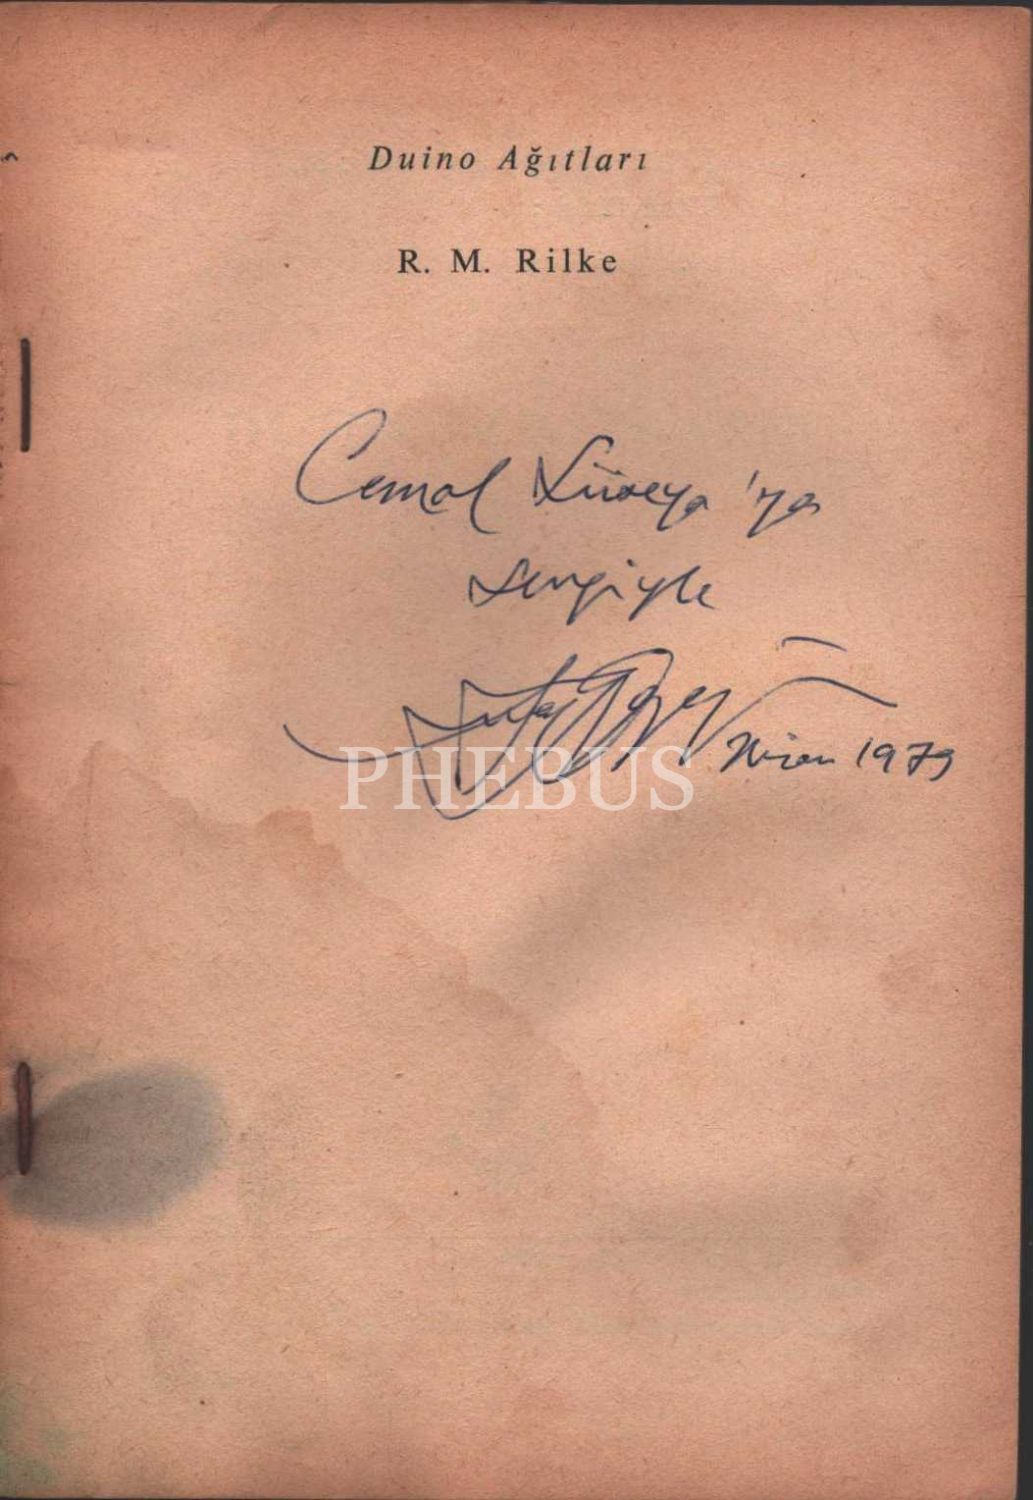 Duino Ağıtları
R. M. Rilke
Cemal Süreya'ya
sevgiyle
Nisan 1979
PHEBUS